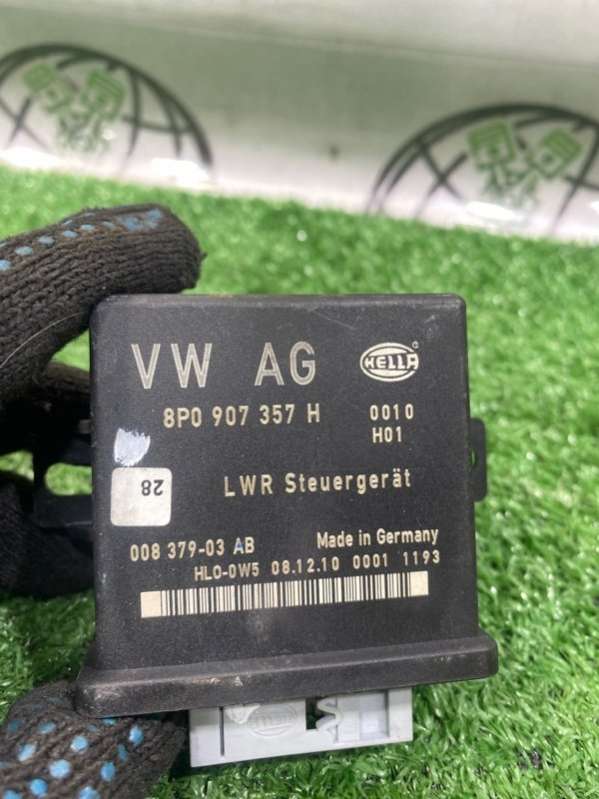 VW AG
HELLA
8P0 907 357 H
0010
H01
28
LWR Steuergerät
008 379-03 AB
Made in Germany
HLO-0W5 08.12.10 0001 1193
HELLA